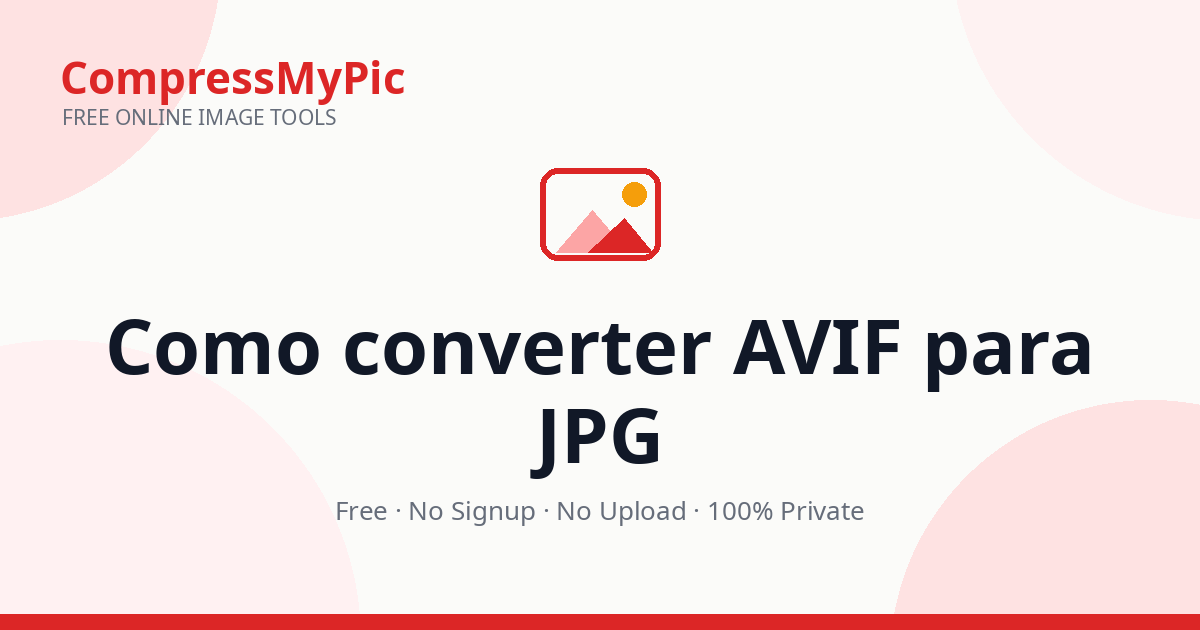 CompressMyPic
FREE ONLINE IMAGE TOOLS
Como converter AVIF para
JPG
Free · No Signup · No Upload · 100% Private